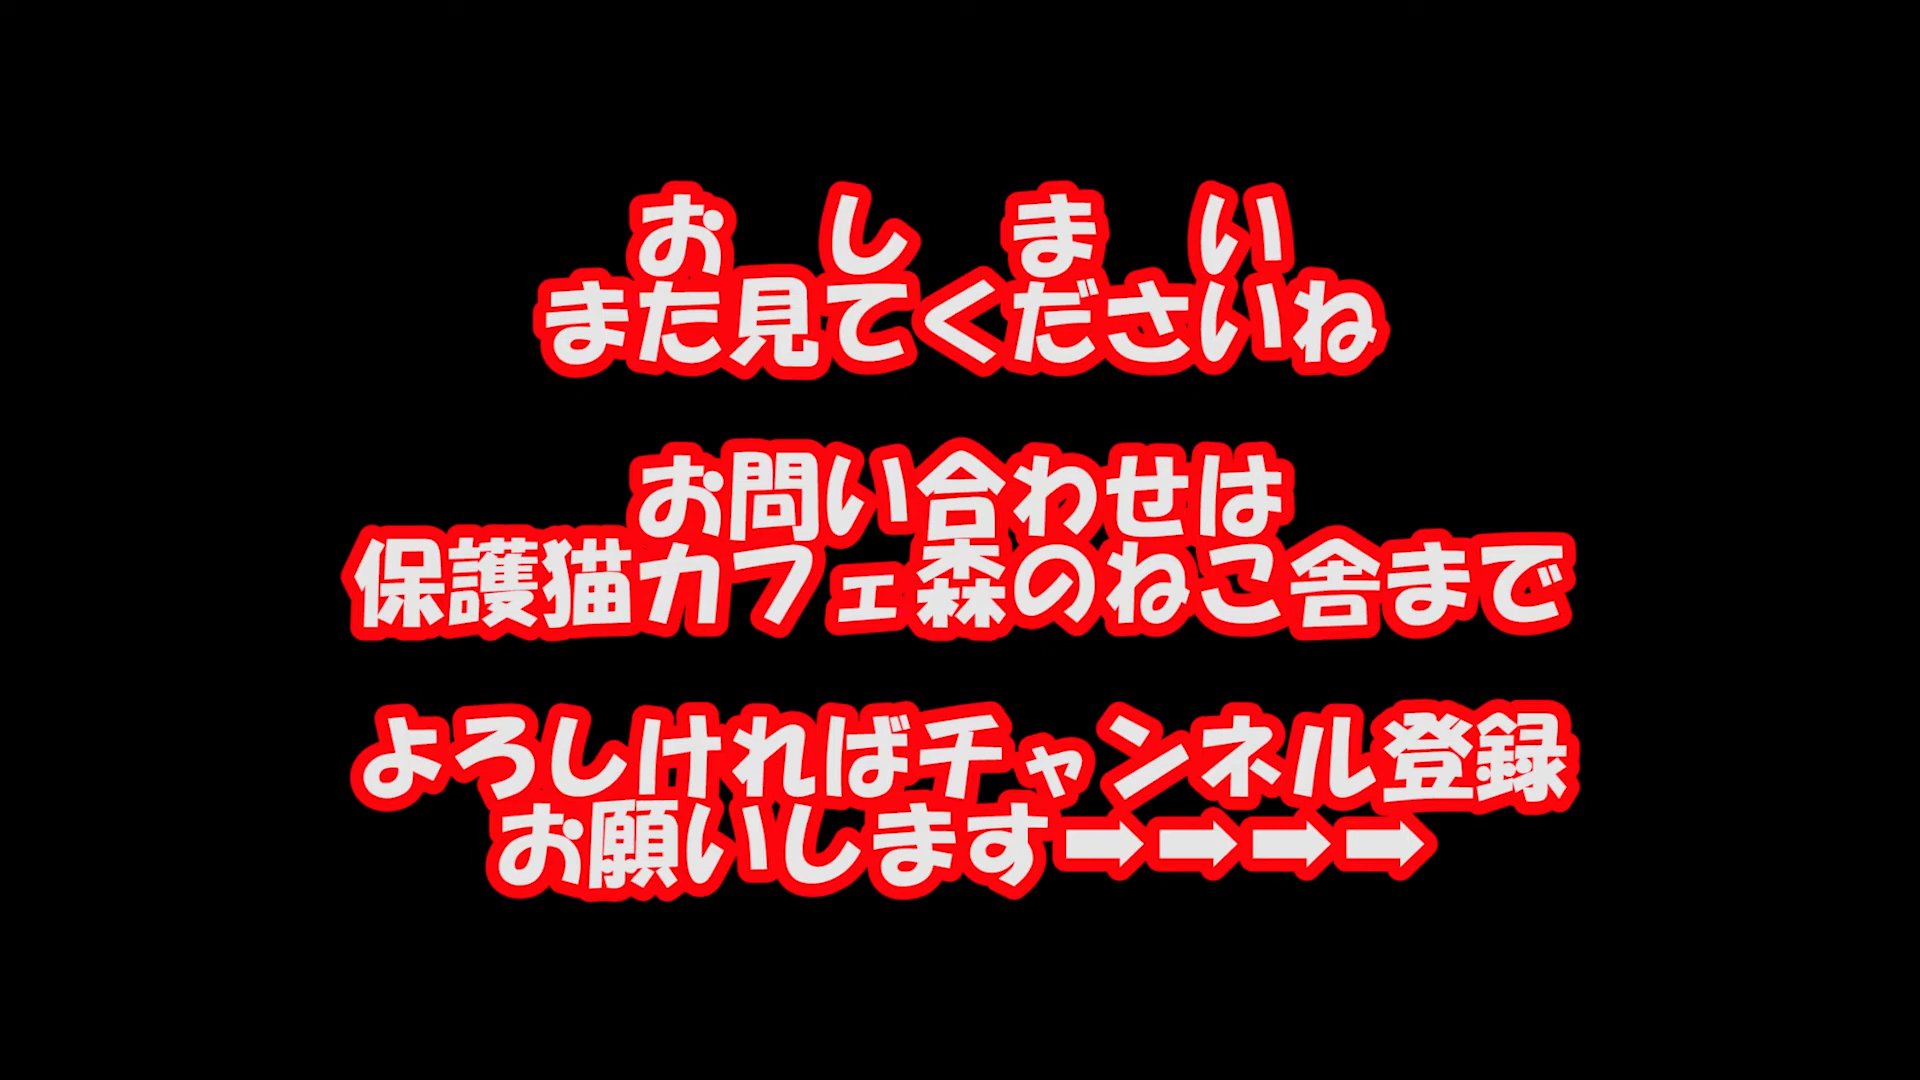 お　し　ま　い
また見てくださいね
お問い合わせは
保護猫カフェ森のねこ舎まで
よろしければチャンネル登録
お願いします➡➡➡➡